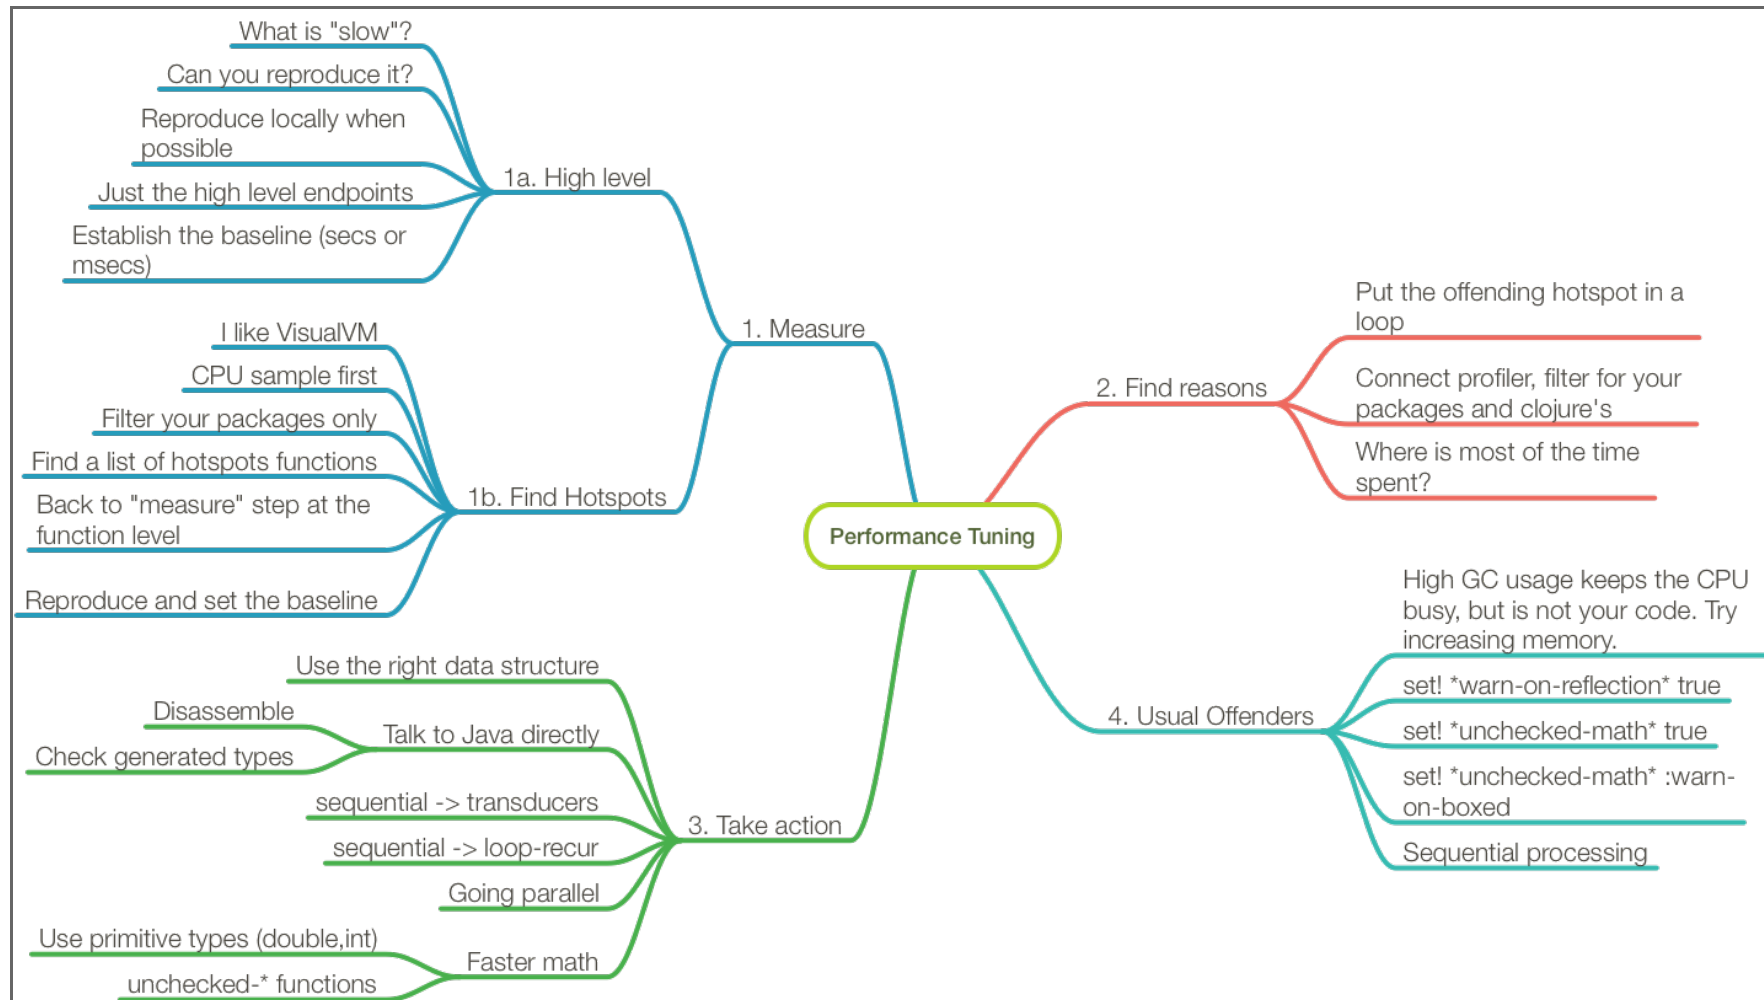 What is "slow"?
Can you reproduce it?
Reproduce locally when
possible
Just the high level endpoints
Establish the baseline (secs or
msecs)
1a. High level
I like VisualVM
CPU sample first
Filter your packages only
Find a list of hotspots functions
Back to "measure" step at the
function level
Reproduce and set the baseline
1b. Find Hotspots
1. Measure
Put the offending hotspot in a
loop
Connect profiler, filter for your
packages and clojure's
Where is most of the time
spent?
2. Find reasons
Performance Tuning
Use the right data structure
Disassemble
Check generated types
Talk to Java directly
sequential -> transducers
sequential -> loop-recur
Going parallel
Use primitive types (double,int)
unchecked-* functions
Faster math
3. Take action
High GC usage keeps the CPU
busy, but is not your code. Try
increasing memory.
set! *warn-on-reflection* true
set! *unchecked-math* true
set! *unchecked-math* :warn-
on-boxed
Sequential processing
4. Usual Offenders